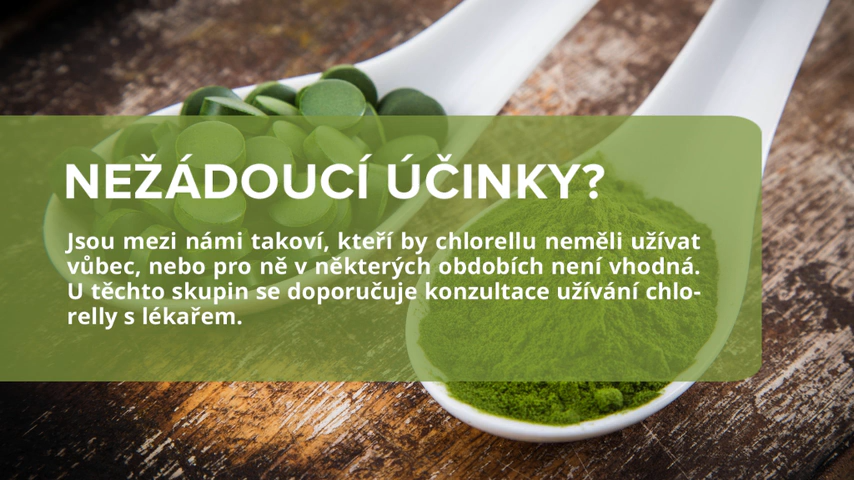 NEŽÁDOUCÍ ÚČINKY?
Jsou mezi námi takoví, kteří by chlorellu neměli užívat
vůbec, nebo pro ně v některých obdobích není vhodná.
U těchto skupin se doporučuje konzultace užívání chlo-
relly s lékařem.